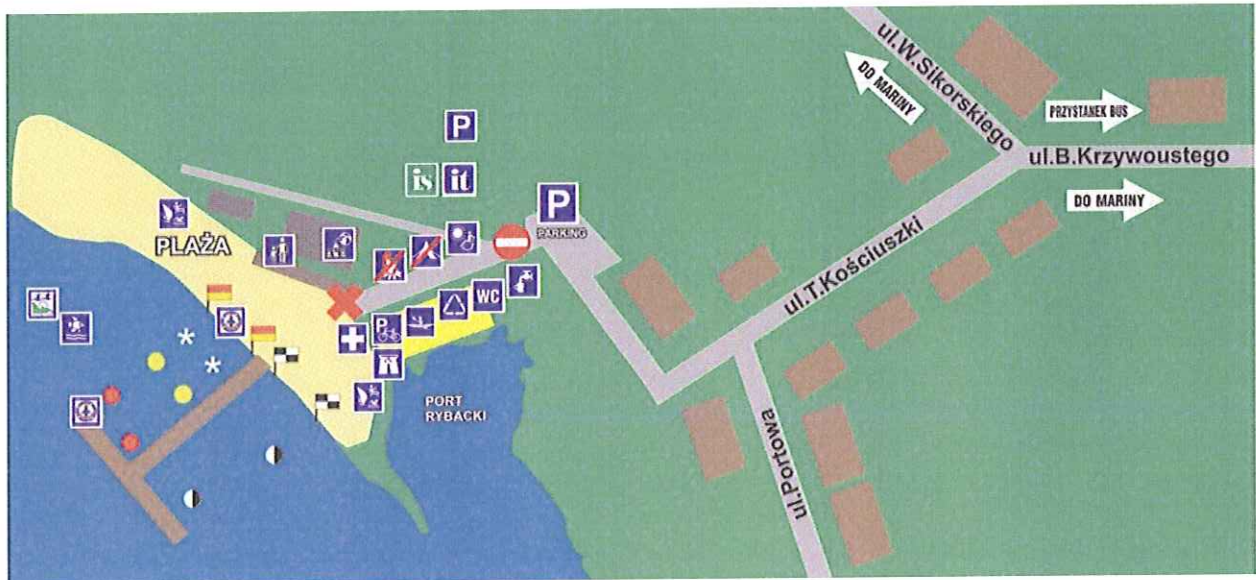 ul.W.Sikorskiego
DO MARINY
PRZYSTANEK BUS
ul.B.Krzywoustego
DO MARINY
P
is
it
P
PARKING
PLAŻA
ul.T.Kościuszki
WC
P
PORT
RYBACKI
ul.Portowa